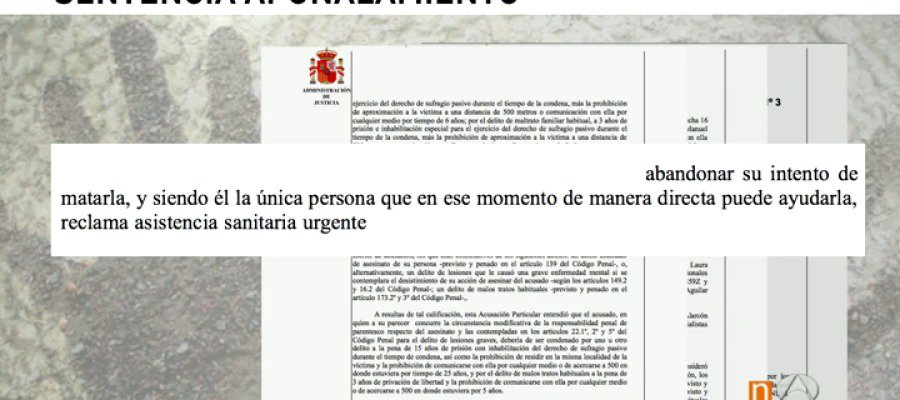 SENTENCIA APUÑALAMIENTO
ADMINISTRACIÓN
DE
JUSTICIA
nº 3
ejercicio del derecho de sufragio pasivo durante el tiempo de la condena, más la prohibición
de aproximación a la víctima a una distancia de 500 metros o comunicación con ella por
cualquier medio por tiempo de 6 años; por el delito de maltrato familiar habitual, a 3 años de
prisión e inhabilitación especial para el ejercicio del derecho de sufragio pasivo durante el
tiempo de la condena, más la prohibición de aproximación a la víctima a una distancia de
cha 16
Manuel
on ella
abandonar su intento de
matarla, y siendo él la única persona que en ese momento de manera directa puede ayudarla,
reclama asistencia sanitaria urgente
de asesinato de su persona -previsto y penado en el artículo 139 del Código Penal-, o,
alternativamente, un delito de lesiones que le causó una grave enfermedad mental si se
contemplara el desistimiento de su acción de asesinar del acusado -según los artículos 149.2
y 16.2 del Código Penal-; un delito de malos tratos habituales -previsto y penado en el
artículo 173.2º y 3º del Código Penal-,
A resultas de tal calificación, esta Acusación Particular entendió que el acusado, en
quien a su parecer concurre la circunstancia modificativa de la responsabilidad penal de
parentesco respecto del asesinato y las contempladas en los artículos 22.1ª, 2ª y 5ª del
Código Penal para el delito de lesiones graves, debería de ser condenado por uno u otro
delito a la pena de 15 años de prisión con inhabilitación del derecho de sufragio pasivo
durante el tiempo de condena, así como la prohibición de residir en la misma localidad de la
víctima y la prohibición de comunicarse con ella por cualquier medio o de acercarse a 500 en
donde estuviera por tiempo de 25 años, y por el delito de malos tratos habituales a la pena de
3 años de privación de libertad y la prohibición de comunicarse con ella por cualquier medio
o de acercarse a 500 en donde estuviera por 5 años.
Laura
Aguilar
larcón
alistas
por los
visto y
n A